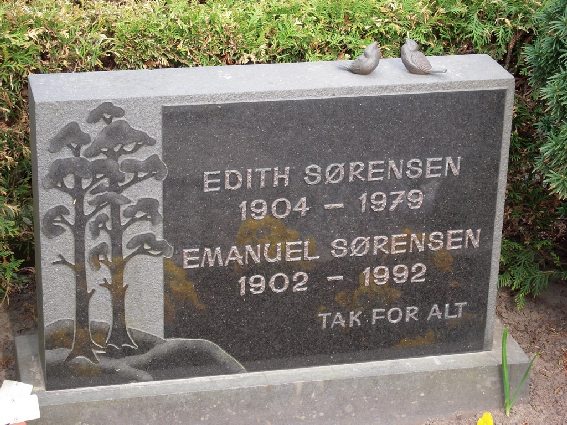 EDITH SØRENSEN
1904 – 1979
EMANUEL SØRENSEN
1902 – 1992
TAK FOR ALT